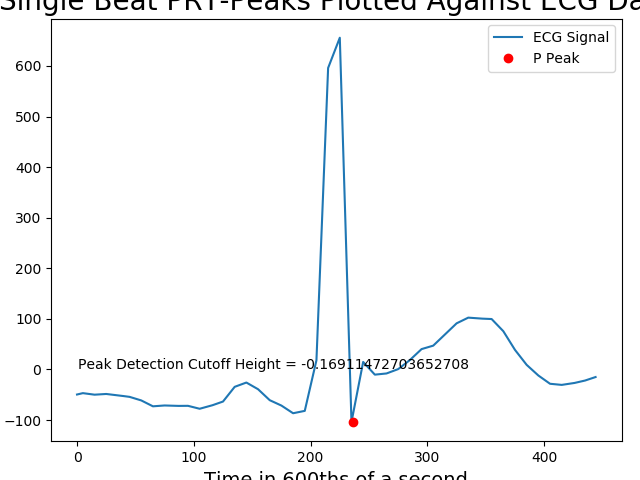 Single Beat PRT-Peaks Plotted Against ECG Da
ECG Signal
P Peak
600
500
400
300
200
100
0
−100
Peak Detection Cutoff Height = -0.16911472703652708
0 100 200 300 400
Time in 600ths of a second